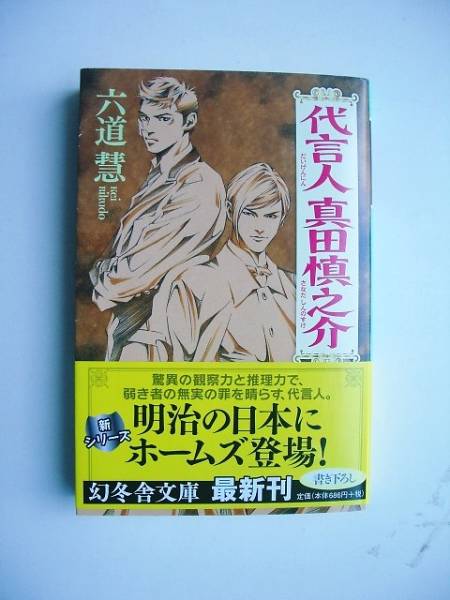 代言人 真田慎之介
だいげんにん
さなだしんのすけ
六道 慧
kei
rikudo
驚異の観察力と推理力で、
弱き者の無実の罪を晴らす、代言人。
新
シリーズ
明治の日本に
ホームズ登場!
幻冬舎文庫 最新刊
書き下ろし
定価(本体686円+税)